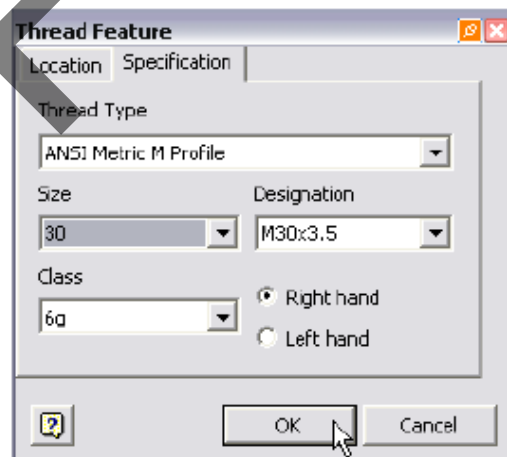 Thread Feature
Location Specification
Thread Type
ANSI Metric M Profile
Size Designation
30 M30x3.5
Class
6g
Right hand
Left hand
OK Cancel